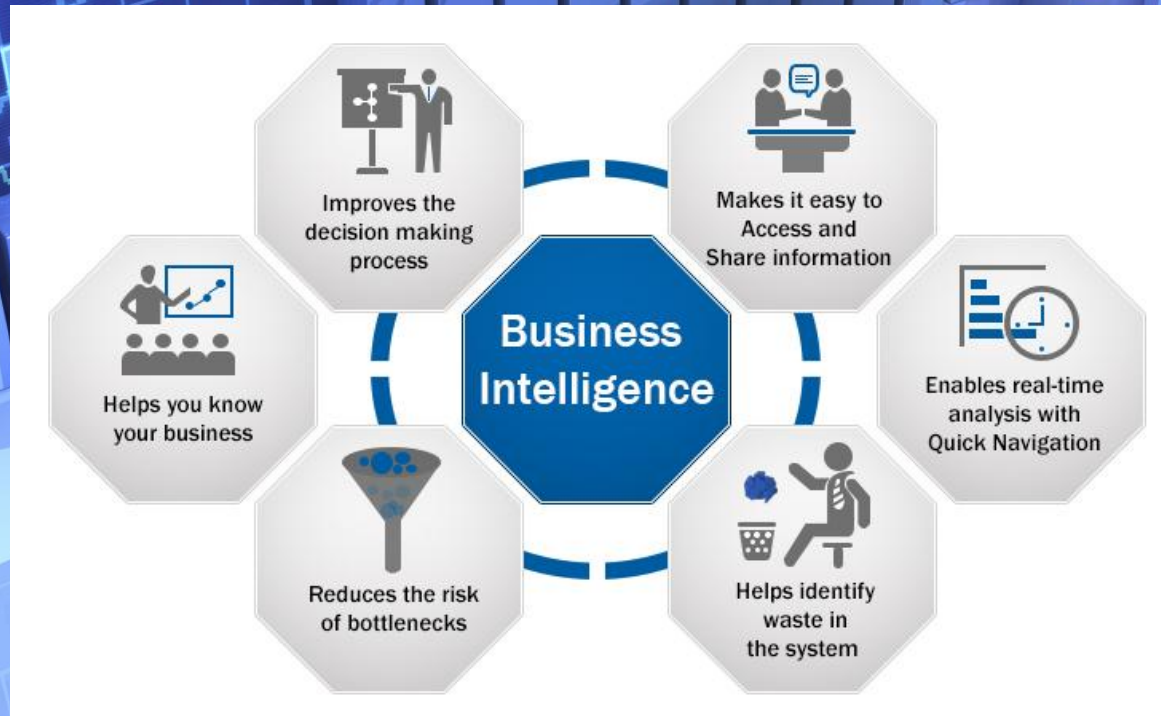 Improves the
decision making
process
Makes it easy to
Access and
Share information
Helps you know
your business
Business
Intelligence
Enables real-time
analysis with
Quick Navigation
Reduces the risk
of bottlenecks
Helps identify
waste in
the system